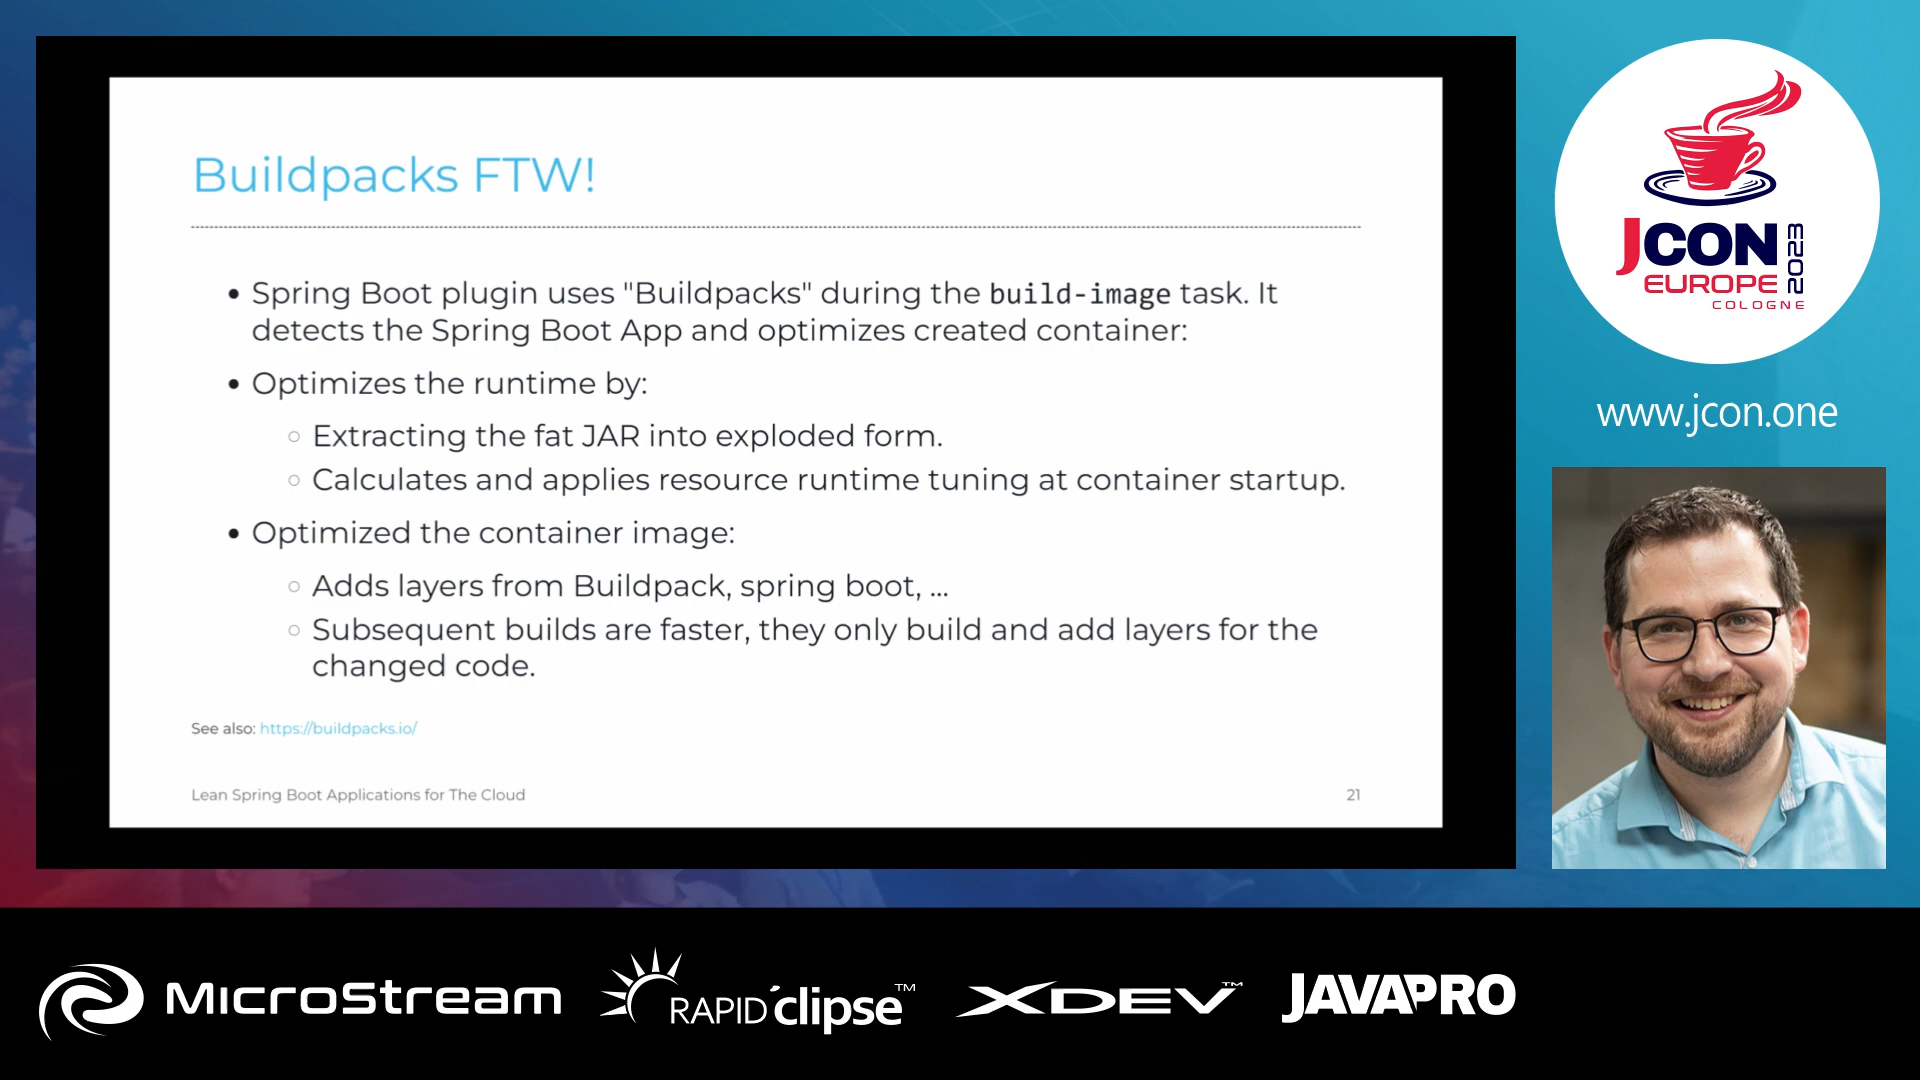 Buildpacks FTW!
• Spring Boot plugin uses "Buildpacks" during the build-image task. It
detects the Spring Boot App and optimizes created container:
• Optimizes the runtime by:
○ Extracting the fat JAR into exploded form.
○ Calculates and applies resource runtime tuning at container startup.
• Optimized the container image:
○ Adds layers from Buildpack, spring boot, ...
○ Subsequent builds are faster, they only build and add layers for the
changed code.
See also: https://buildpacks.io/
Lean Spring Boot Applications for The Cloud
21
JCON
EUROPE
COLOGNE
2023
www.jcon.one
MicroStream
RAPID clipse™
XDEV™
JAVAPRO